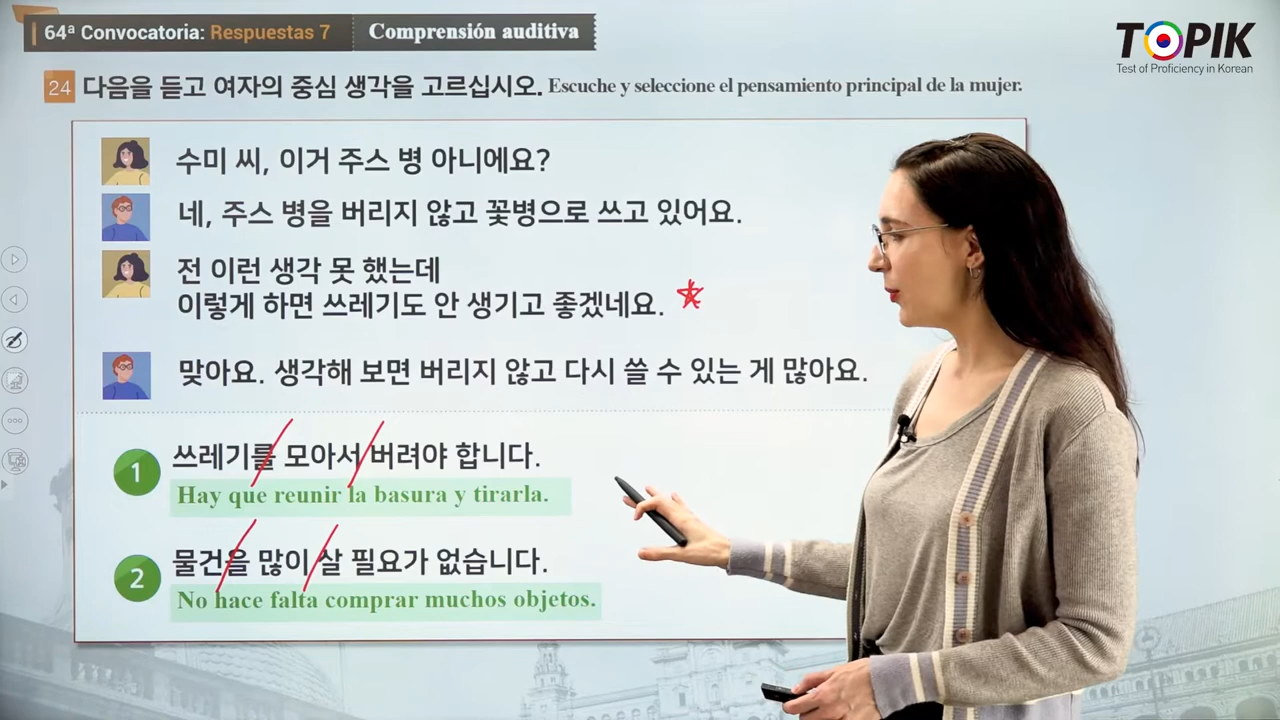 64ª Convocatoria: Respuestas 7 Comprensión auditiva
TOPIK
Test of Proficiency in Korean
24 다음을 듣고 여자의 중심 생각을 고르십시오. Escuche y seleccione el pensamiento principal de la mujer.
수미 씨, 이거 주스 병 아니에요?
네, 주스 병을 버리지 않고 꽃병으로 쓰고 있어요.
전 이런 생각 못 했는데
이렇게 하면 쓰레기도 안 생기고 좋겠네요.
맞아요. 생각해 보면 버리지 않고 다시 쓸 수 있는 게 많아요.
1 쓰레기를 모아서 버려야 합니다.
Hay que reunir la basura y tirarla.
2 물건을 많이 살 필요가 없습니다.
No hace falta comprar muchos objetos.